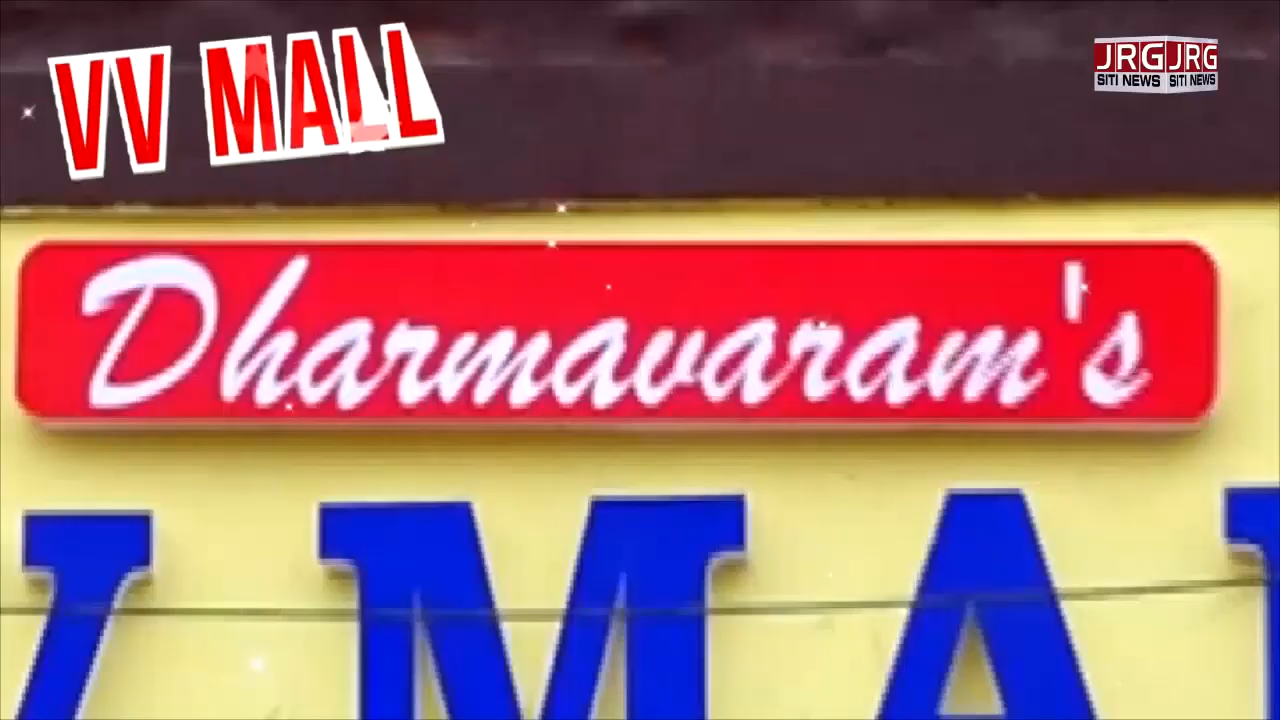 VV MALL
JRG JRG
SITI NEWS SITI NEWS
Dharmavaram's
V MA